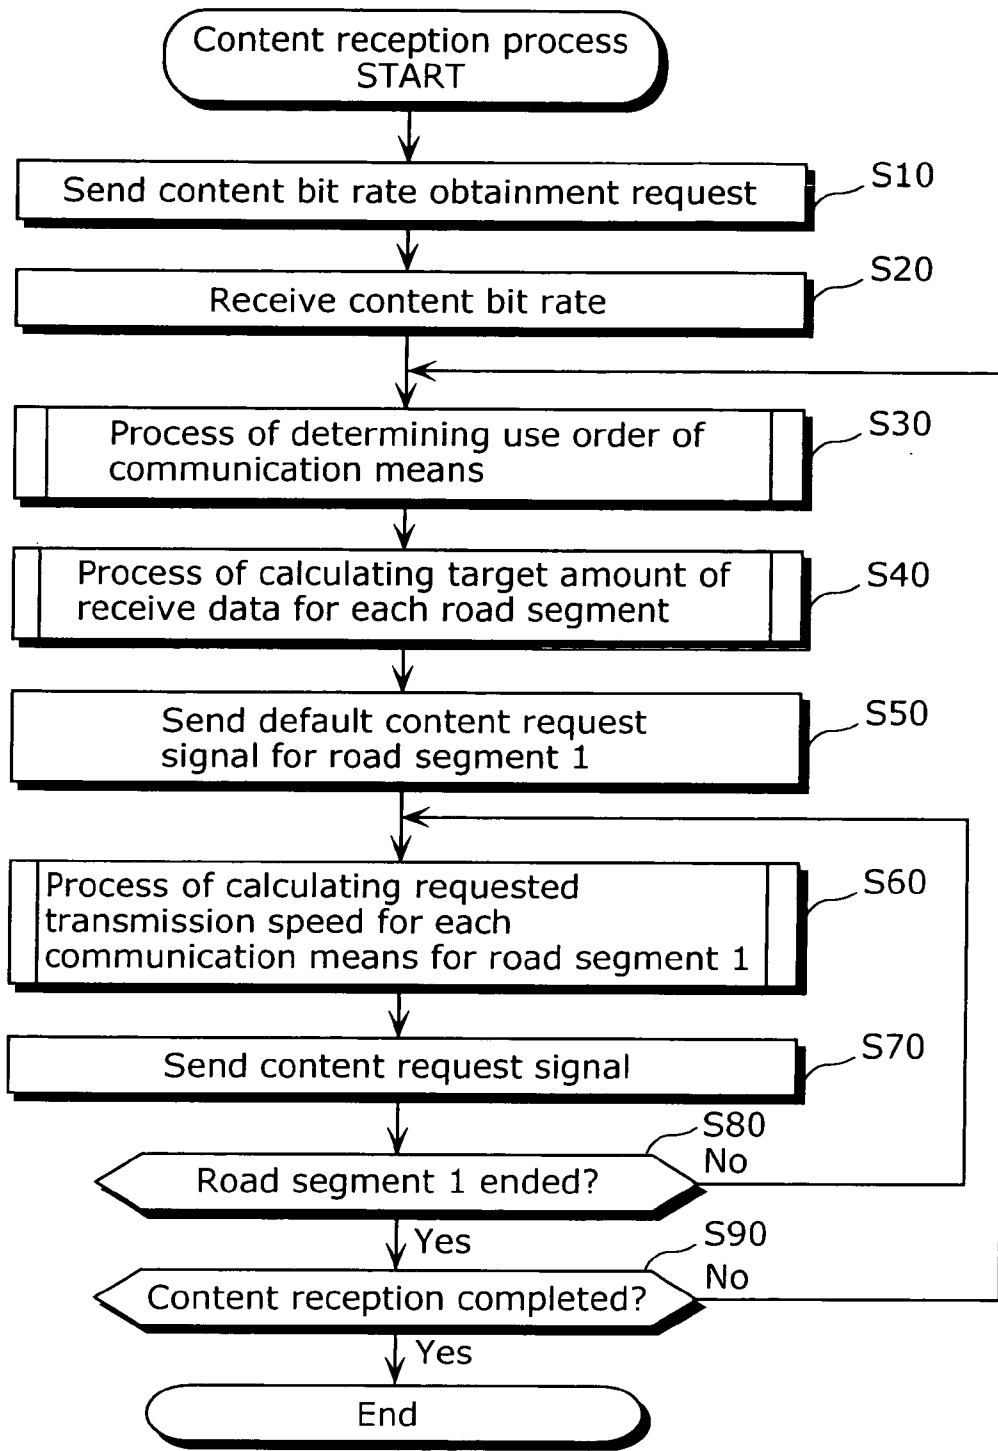 Content reception process
START
Send content bit rate obtainment request
S10
Receive content bit rate
S20
Process of determining use order of
communication means
S30
Process of calculating target amount of
receive data for each road segment
S40
Send default content request
signal for road segment 1
S50
Process of calculating requested
transmission speed for each
communication means for road segment 1
S60
Send content request signal
S70
Road segment 1 ended?
S80
No
Yes
Content reception completed?
S90
No
Yes
End